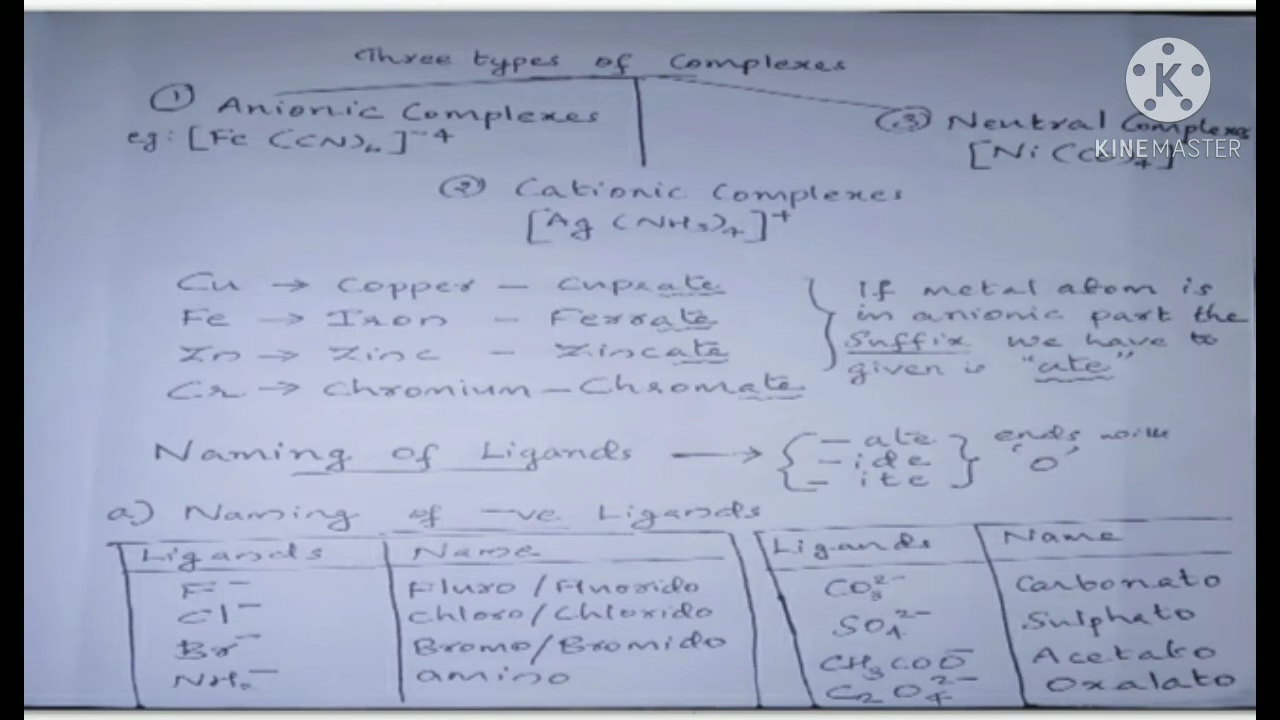 Three types of Complexes
① Anionic Complexes
eg: [Fe (CN)₆]⁻⁴
② Cationic Complexes
[Ag (NH₃)₄]⁺
③ Neutral Complexes
[Ni (CO)₄]
K
KINEMASTER
Cu → Copper – Cuprate
Fe → Iron – Ferrate
Zn → Zinc – Zincate
Cr → Chromium – Chromate
If metal atom is
in anionic part the
suffix we have to
given is "ate"
Naming of Ligands → { – ate
– ide
– ite } ends with
'O'
a.) Naming of –ve Ligands
Ligands Name
F⁻ Fluro / Fluorido
Cl⁻ Chloro / Chlorido
Br⁻ Bromo / Bromido
NH₂⁻ amino
Ligands Name
CO₃²⁻ Carbonato
SO₄²⁻ Sulphato
CH₃COO⁻ Acetato
C₂O₄²⁻ Oxalato